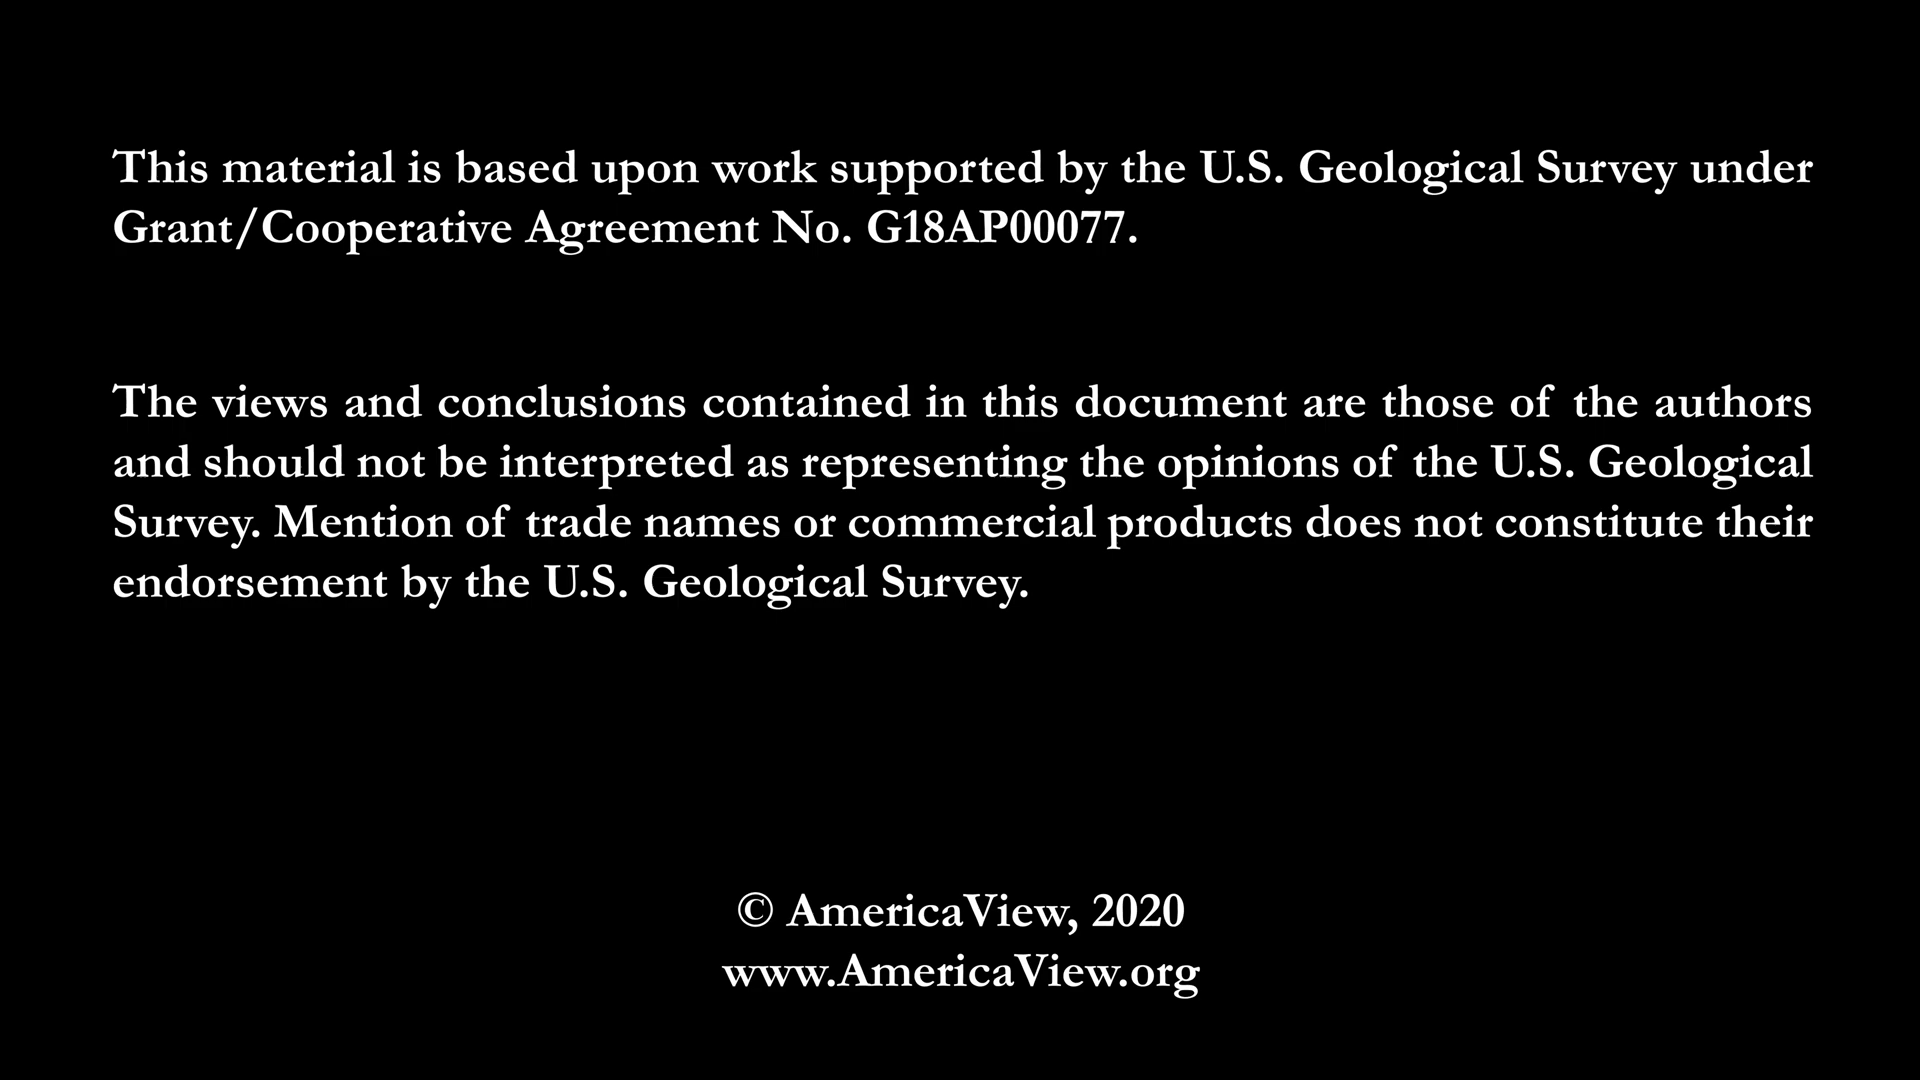 This material is based upon work supported by the U.S. Geological Survey under
Grant/Cooperative Agreement No. G18AP00077.
The views and conclusions contained in this document are those of the authors
and should not be interpreted as representing the opinions of the U.S. Geological
Survey. Mention of trade names or commercial products does not constitute their
endorsement by the U.S. Geological Survey.
© AmericaView, 2020
www.AmericaView.org